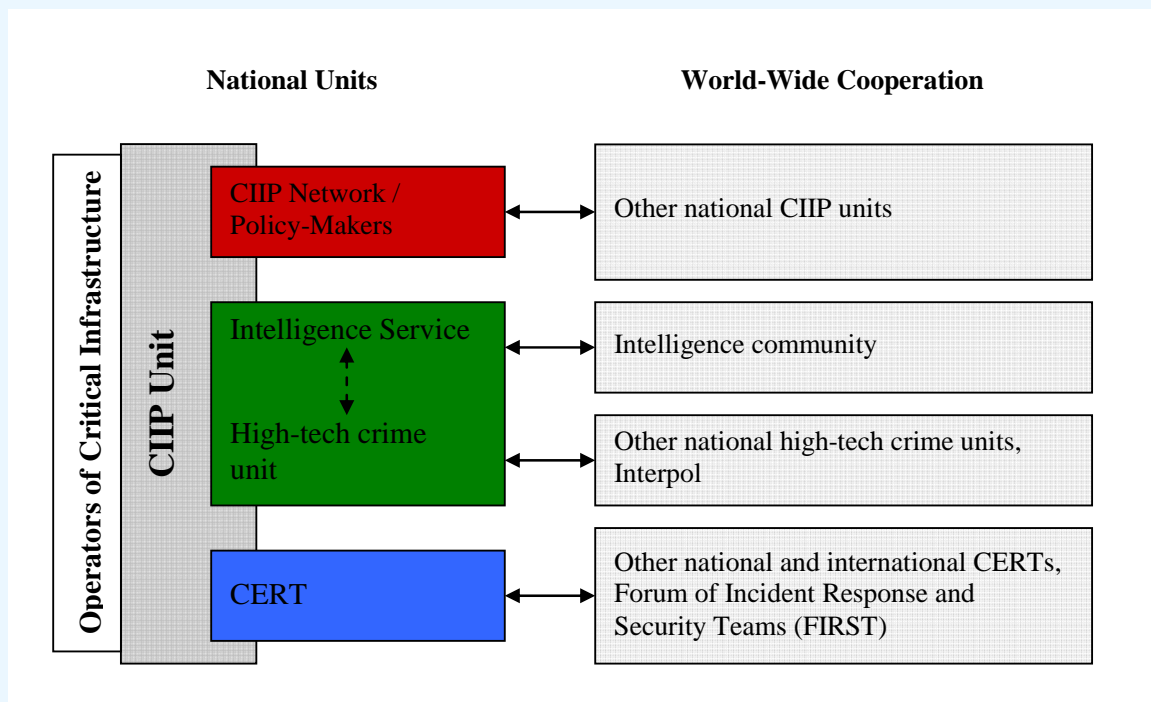 National Units
World-Wide Cooperation
Operators of Critical Infrastructure
CIIP Unit
CIIP Network /
Policy-Makers
Other national CIIP units
Intelligence Service
Intelligence community
High-tech crime
unit
Other national high-tech crime units,
Interpol
CERT
Other national and international CERTs,
Forum of Incident Response and
Security Teams (FIRST)